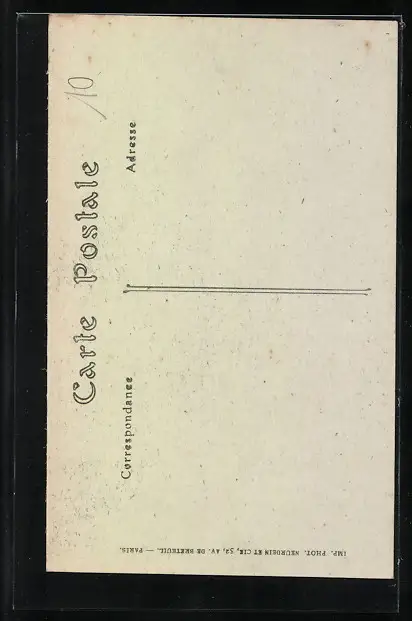 10
Carte Postale
Correspondance
Adresse
IMP. PHOT. NEURDEIN ET CIE, 52, AV. DE BRETEUIL. — PARIS.